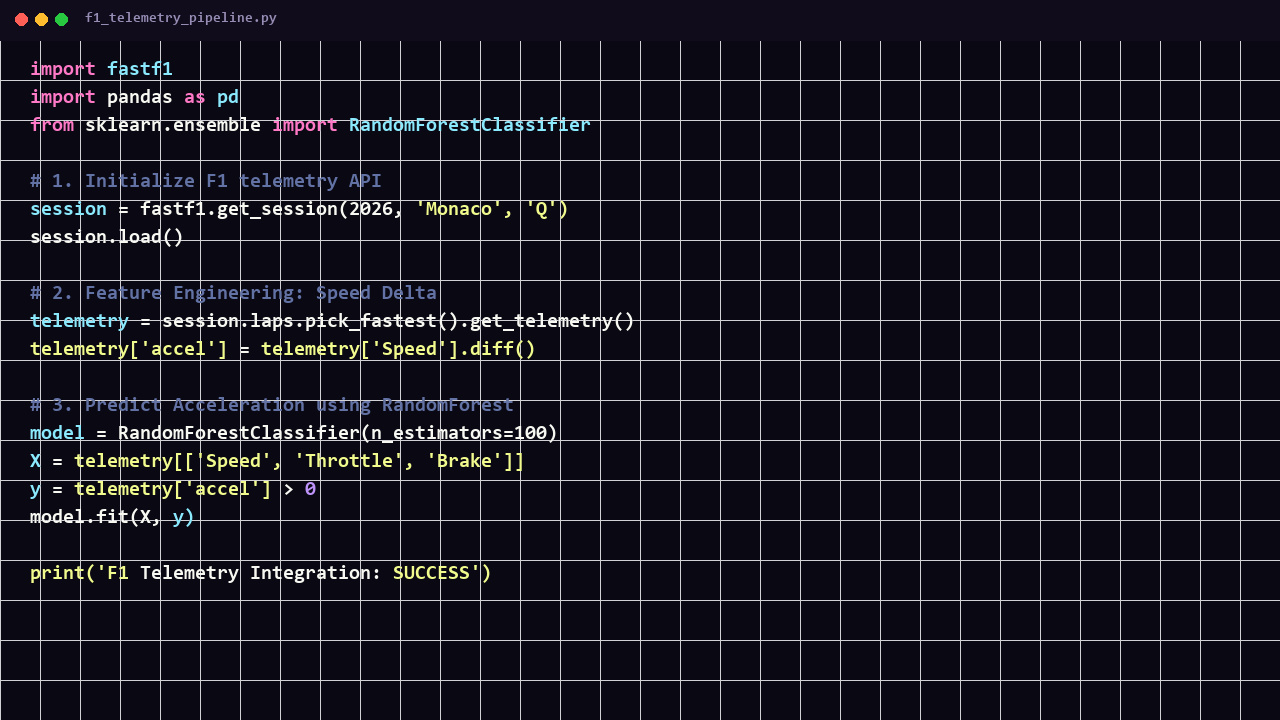 f1_telemetry_pipeline.py
import fastf1
import pandas as pd
from sklearn.ensemble import RandomForestClassifier
# 1. Initialize F1 telemetry API
session = fastf1.get_session(2026, 'Monaco', 'Q')
session.load()
# 2. Feature Engineering: Speed Delta
telemetry = session.laps.pick_fastest().get_telemetry()
telemetry['accel'] = telemetry['Speed'].diff()
# 3. Predict Acceleration using RandomForest
model = RandomForestClassifier(n_estimators=100)
X = telemetry[['Speed', 'Throttle', 'Brake']]
y = telemetry['accel'] > 0
model.fit(X, y)
print('F1 Telemetry Integration: SUCCESS')